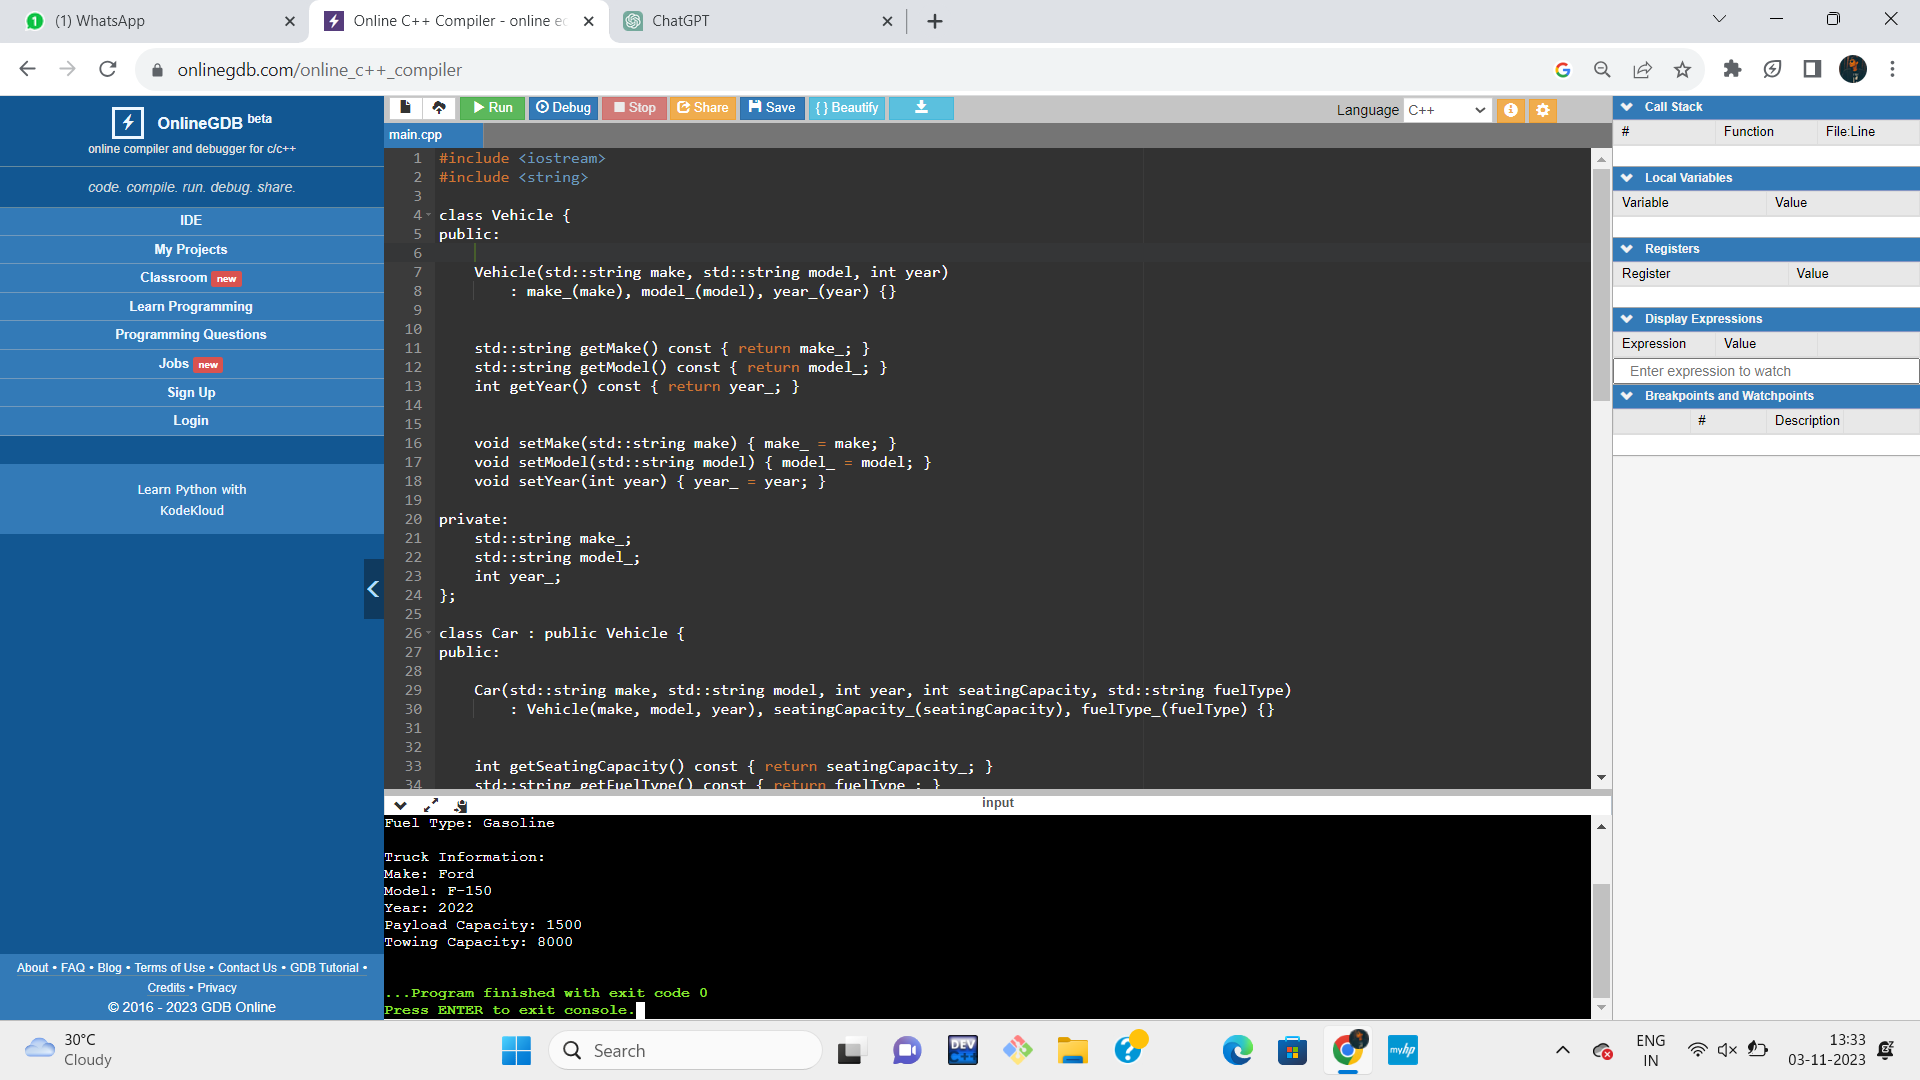 (1) WhatsApp
Online C++ Compiler - online ec
ChatGPT
onlinegdb.com/online_c++_compiler
OnlineGDB beta
online compiler and debugger for c/c++
code. compile. run. debug. share.
IDE
My Projects
Classroom new
Learn Programming
Programming Questions
Jobs new
Sign Up
Login
Learn Python with
KodeKloud
About • FAQ • Blog • Terms of Use • Contact Us • GDB Tutorial •
Credits • Privacy
© 2016 - 2023 GDB Online
Run
Debug
Stop
Share
Save
{ } Beautify
Language C++
main.cpp
1 #include <iostream>
2 #include <string>
3
4 class Vehicle {
5 public:
6
7 Vehicle(std::string make, std::string model, int year)
8 : make_(make), model_(model), year_(year) {}
9
10
11 std::string getMake() const { return make_; }
12 std::string getModel() const { return model_; }
13 int getYear() const { return year_; }
14
15
16 void setMake(std::string make) { make_ = make; }
17 void setModel(std::string model) { model_ = model; }
18 void setYear(int year) { year_ = year; }
19
20 private:
21 std::string make_;
22 std::string model_;
23 int year_;
24 };
25
26 class Car : public Vehicle {
27 public:
28
29 Car(std::string make, std::string model, int year, int seatingCapacity, std::string fuelType)
30 : Vehicle(make, model, year), seatingCapacity_(seatingCapacity), fuelType_(fuelType) {}
31
32
33 int getSeatingCapacity() const { return seatingCapacity_; }
34 std::string getFuelType() const { return fuelType_; }
input
Fuel Type: Gasoline
Truck Information:
Make: Ford
Model: F-150
Year: 2022
Payload Capacity: 1500
Towing Capacity: 8000
...Program finished with exit code 0
Press ENTER to exit console.
Call Stack
# Function File:Line
Local Variables
Variable Value
Registers
Register Value
Display Expressions
Expression Value
Enter expression to watch
Breakpoints and Watchpoints
# Description
30°C
Cloudy
Search
DEV
C++
myhp
ENG
IN
13:33
03-11-2023